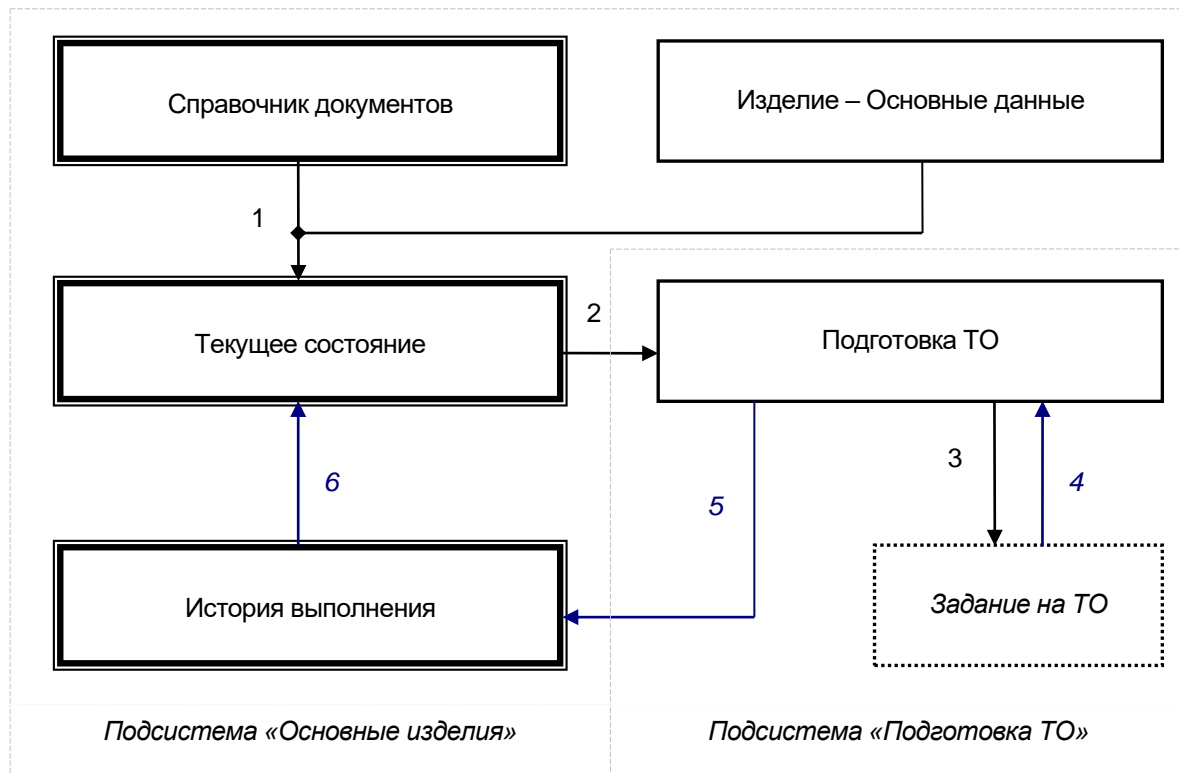 Справочник документов
Изделие – Основные данные
1
Текущее состояние
2
Подготовка ТО
3
4
5
6
История выполнения
Задание на ТО
Подсистема «Основные изделия»
Подсистема «Подготовка ТО»